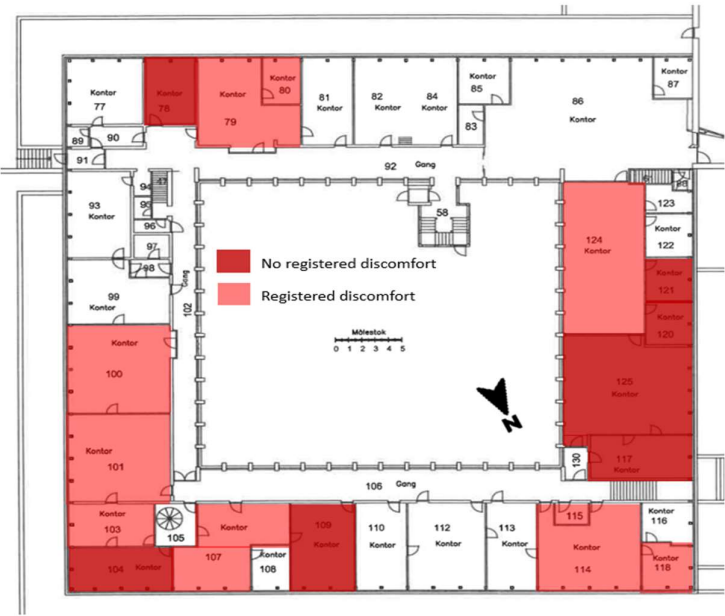 Kontor
77
Kontor
78
Kontor
79
Kontor
80
81
Kontor
82
Kontor
84
Kontor
Kontor
85
83
86
Kontor
Kontor
87
89
90
91
92 Gang
93
Kontor
94
47
95
96
97
98
99
Kontor
Gang
102
58
No registered discomfort
Registered discomfort
Målestok
0 1 2 3 4 5
N
123
Kontor
122
124
Kontor
121
Kontor
120
125
Kontor
117
Kontor
130
Kontor
100
Kontor
101
106 Gang
Kontor
103
105
Kontor
104
Kontor
107
Kontor
108
109
Kontor
110
Kontor
112
Kontor
113
Kontor
115
Kontor
114
Kontor
116
Kontor
118